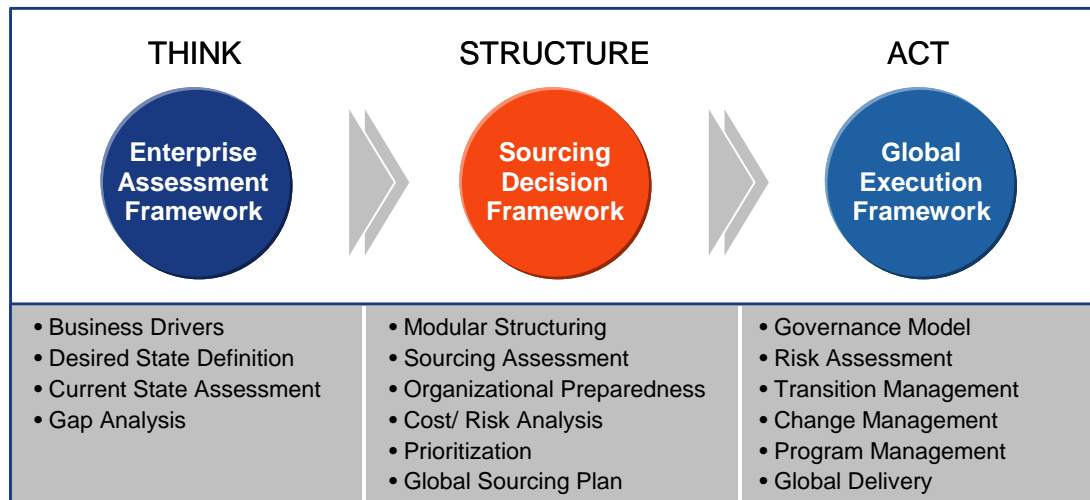 THINK
STRUCTURE
ACT
Enterprise
Assessment
Framework
Sourcing
Decision
Framework
Global
Execution
Framework
• Business Drivers
• Desired State Definition
• Current State Assessment
• Gap Analysis
• Modular Structuring
• Sourcing Assessment
• Organizational Preparedness
• Cost/ Risk Analysis
• Prioritization
• Global Sourcing Plan
• Governance Model
• Risk Assessment
• Transition Management
• Change Management
• Program Management
• Global Delivery